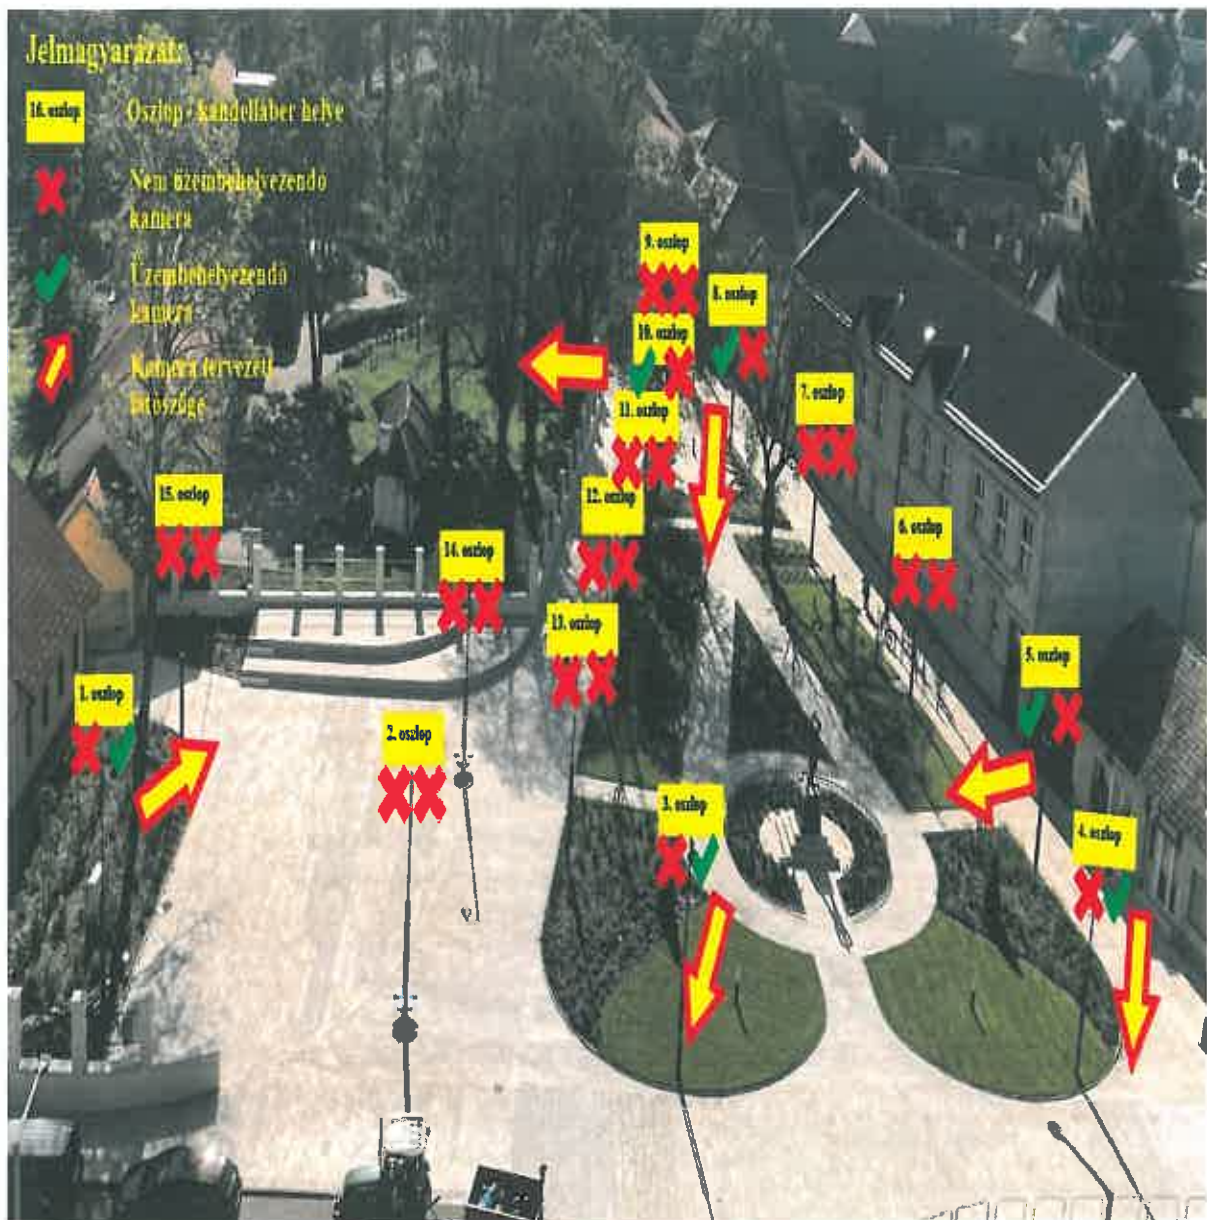 Jelmagyarázat:
16. oszlop
Oszlop - kandelláber helye
Nem üzembehelyezendő
kamera
Üzembehelyezendő
kamera
Kamera tervezett
látószöge
9. oszlop
8. oszlop
10. oszlop
7. oszlop
11. oszlop
12. oszlop
15. oszlop
6. oszlop
14. oszlop
13. oszlop
5. oszlop
1. oszlop
2. oszlop
3. oszlop
4. oszlop